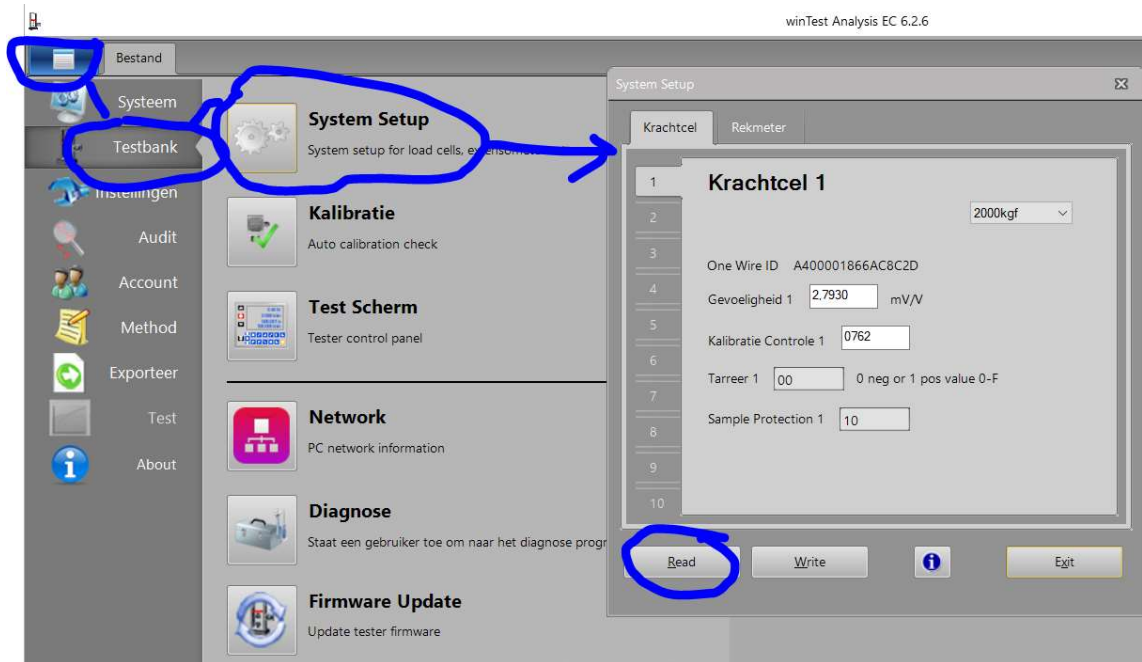 winTest Analysis EC 6.2.6
Bestand
Systeem
Testbank
Instellingen
Audit
Account
Method
Exporteer
Test
About
System Setup
System setup for load cells,
Kalibratie
Auto calibration check
Test Scherm
Tester control panel
Network
PC network information
Diagnose
Staat een gebruiker toe om naar het diagnose
Firmware Update
Update tester firmware
System Setup
Krachtcel Rekmeter
1
2
3
4
5
6
7
8
9
10
Krachtcel 1
2000kgf
One Wire ID A400001866AC8C2D
Gevoeligheid 1 2,7930 mV/V
Kalibratie Controle 1 0762
Tarreer 1 00 0 neg or 1 pos value 0-F
Sample Protection 1 10
Read Write Exit